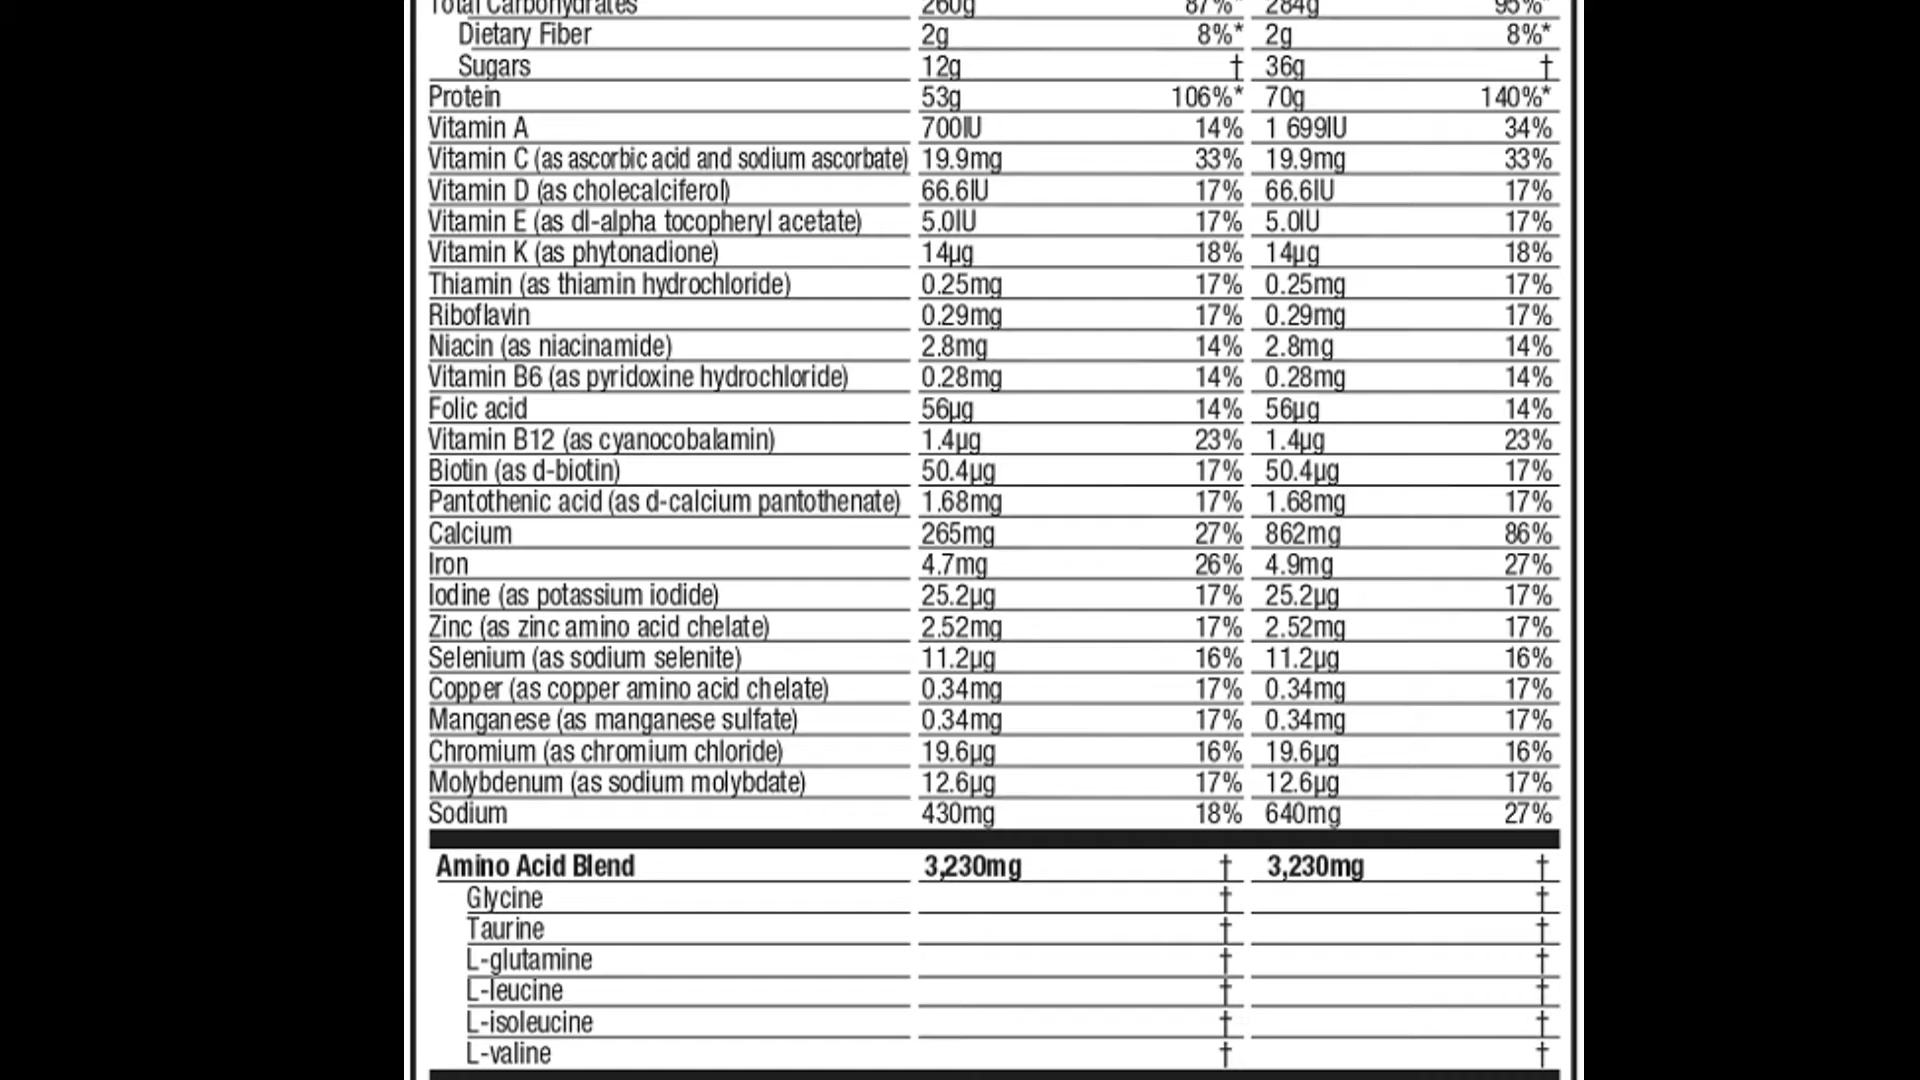 Total Carbohydrates 260g 87%* 284g 95%*
Dietary Fiber 2g 8%* 2g 8%*
Sugars 12g † 36g †
Protein 53g 106%* 70g 140%*
Vitamin A 700IU 14% 1 699IU 34%
Vitamin C (as ascorbic acid and sodium ascorbate) 19.9mg 33% 19.9mg 33%
Vitamin D (as cholecalciferol) 66.6IU 17% 66.6IU 17%
Vitamin E (as dl-alpha tocopheryl acetate) 5.0IU 17% 5.0IU 17%
Vitamin K (as phytonadione) 14µg 18% 14µg 18%
Thiamin (as thiamin hydrochloride) 0.25mg 17% 0.25mg 17%
Riboflavin 0.29mg 17% 0.29mg 17%
Niacin (as niacinamide) 2.8mg 14% 2.8mg 14%
Vitamin B6 (as pyridoxine hydrochloride) 0.28mg 14% 0.28mg 14%
Folic acid 56µg 14% 56µg 14%
Vitamin B12 (as cyanocobalamin) 1.4µg 23% 1.4µg 23%
Biotin (as d-biotin) 50.4µg 17% 50.4µg 17%
Pantothenic acid (as d-calcium pantothenate) 1.68mg 17% 1.68mg 17%
Calcium 265mg 27% 862mg 86%
Iron 4.7mg 26% 4.9mg 27%
Iodine (as potassium iodide) 25.2µg 17% 25.2µg 17%
Zinc (as zinc amino acid chelate) 2.52mg 17% 2.52mg 17%
Selenium (as sodium selenite) 11.2µg 16% 11.2µg 16%
Copper (as copper amino acid chelate) 0.34mg 17% 0.34mg 17%
Manganese (as manganese sulfate) 0.34mg 17% 0.34mg 17%
Chromium (as chromium chloride) 19.6µg 16% 19.6µg 16%
Molybdenum (as sodium molybdate) 12.6µg 17% 12.6µg 17%
Sodium 430mg 18% 640mg 27%
Amino Acid Blend 3,230mg † 3,230mg †
Glycine † †
Taurine † †
L-glutamine † †
L-leucine † †
L-isoleucine † †
L-valine † †